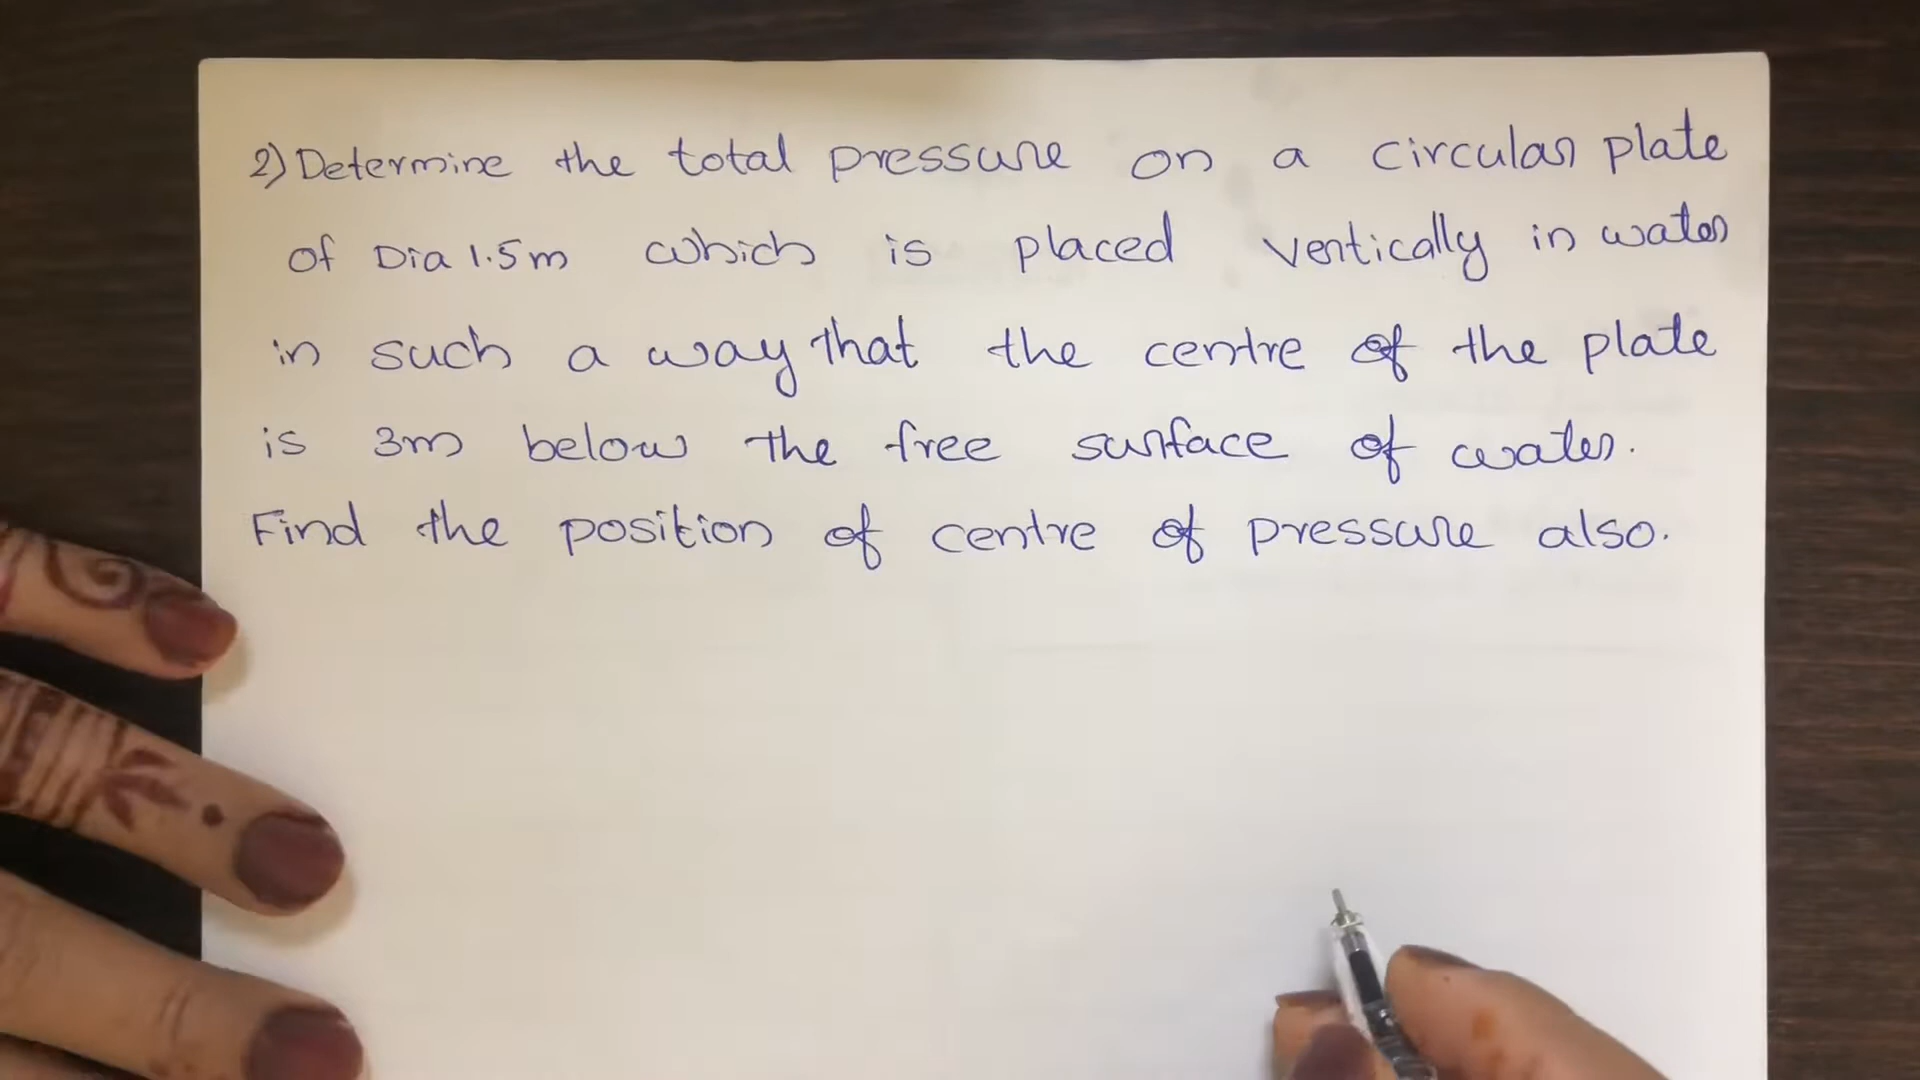 2) Determine the total pressure on a circular plate
of Dia 1.5m which is placed vertically in water
in such a way that the centre of the plate
is 3m below the free surface of water.
Find the position of centre of pressure also.